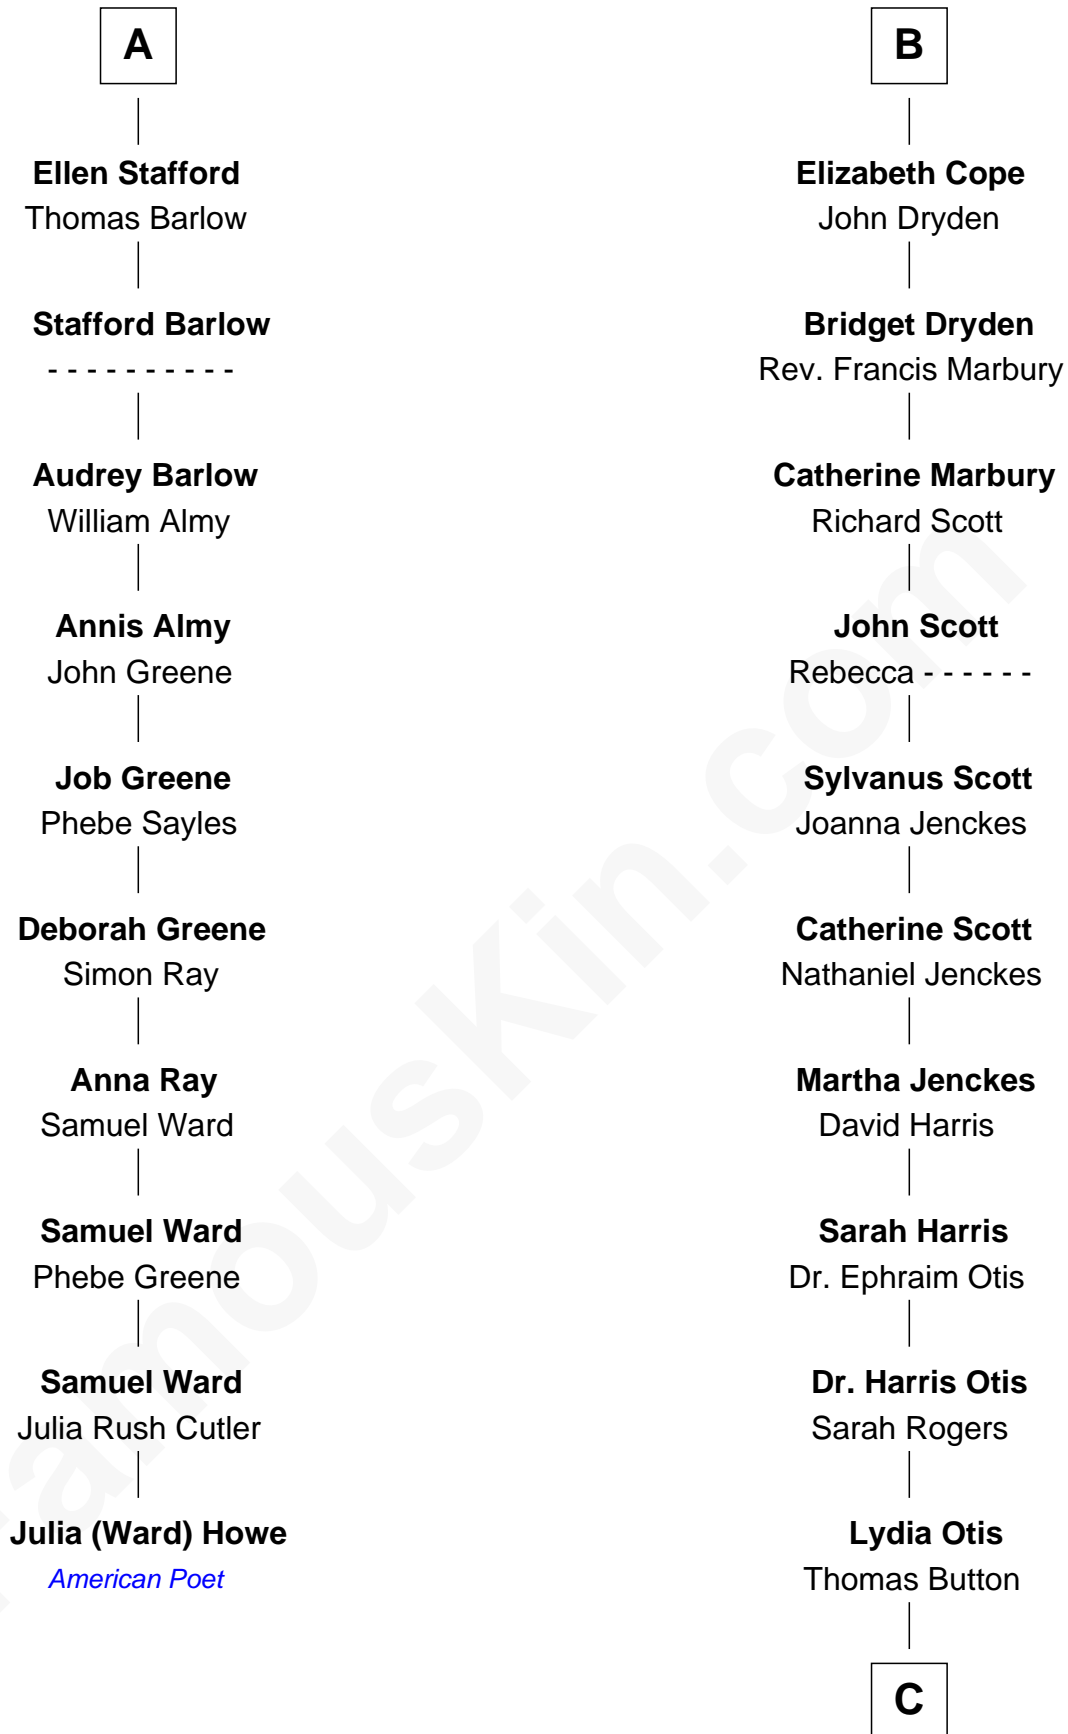 A
Ellen Stafford
Thomas Barlow
Stafford Barlow
- - - - - - - - - -
Audrey Barlow
William Almy
Annis Almy
John Greene
Job Greene
Phebe Sayles
Deborah Greene
Simon Ray
Anna Ray
Samuel Ward
Samuel Ward
Phebe Greene
Samuel Ward
Julia Rush Cutler
Julia (Ward) Howe
American Poet
B
Elizabeth Cope
John Dryden
Bridget Dryden
Rev. Francis Marbury
Catherine Marbury
Richard Scott
John Scott
Rebecca - - - - - -
Sylvanus Scott
Joanna Jenckes
Catherine Scott
Nathaniel Jenckes
Martha Jenckes
David Harris
Sarah Harris
Dr. Ephraim Otis
Dr. Harris Otis
Sarah Rogers
Lydia Otis
Thomas Button
C
FamousKin.com